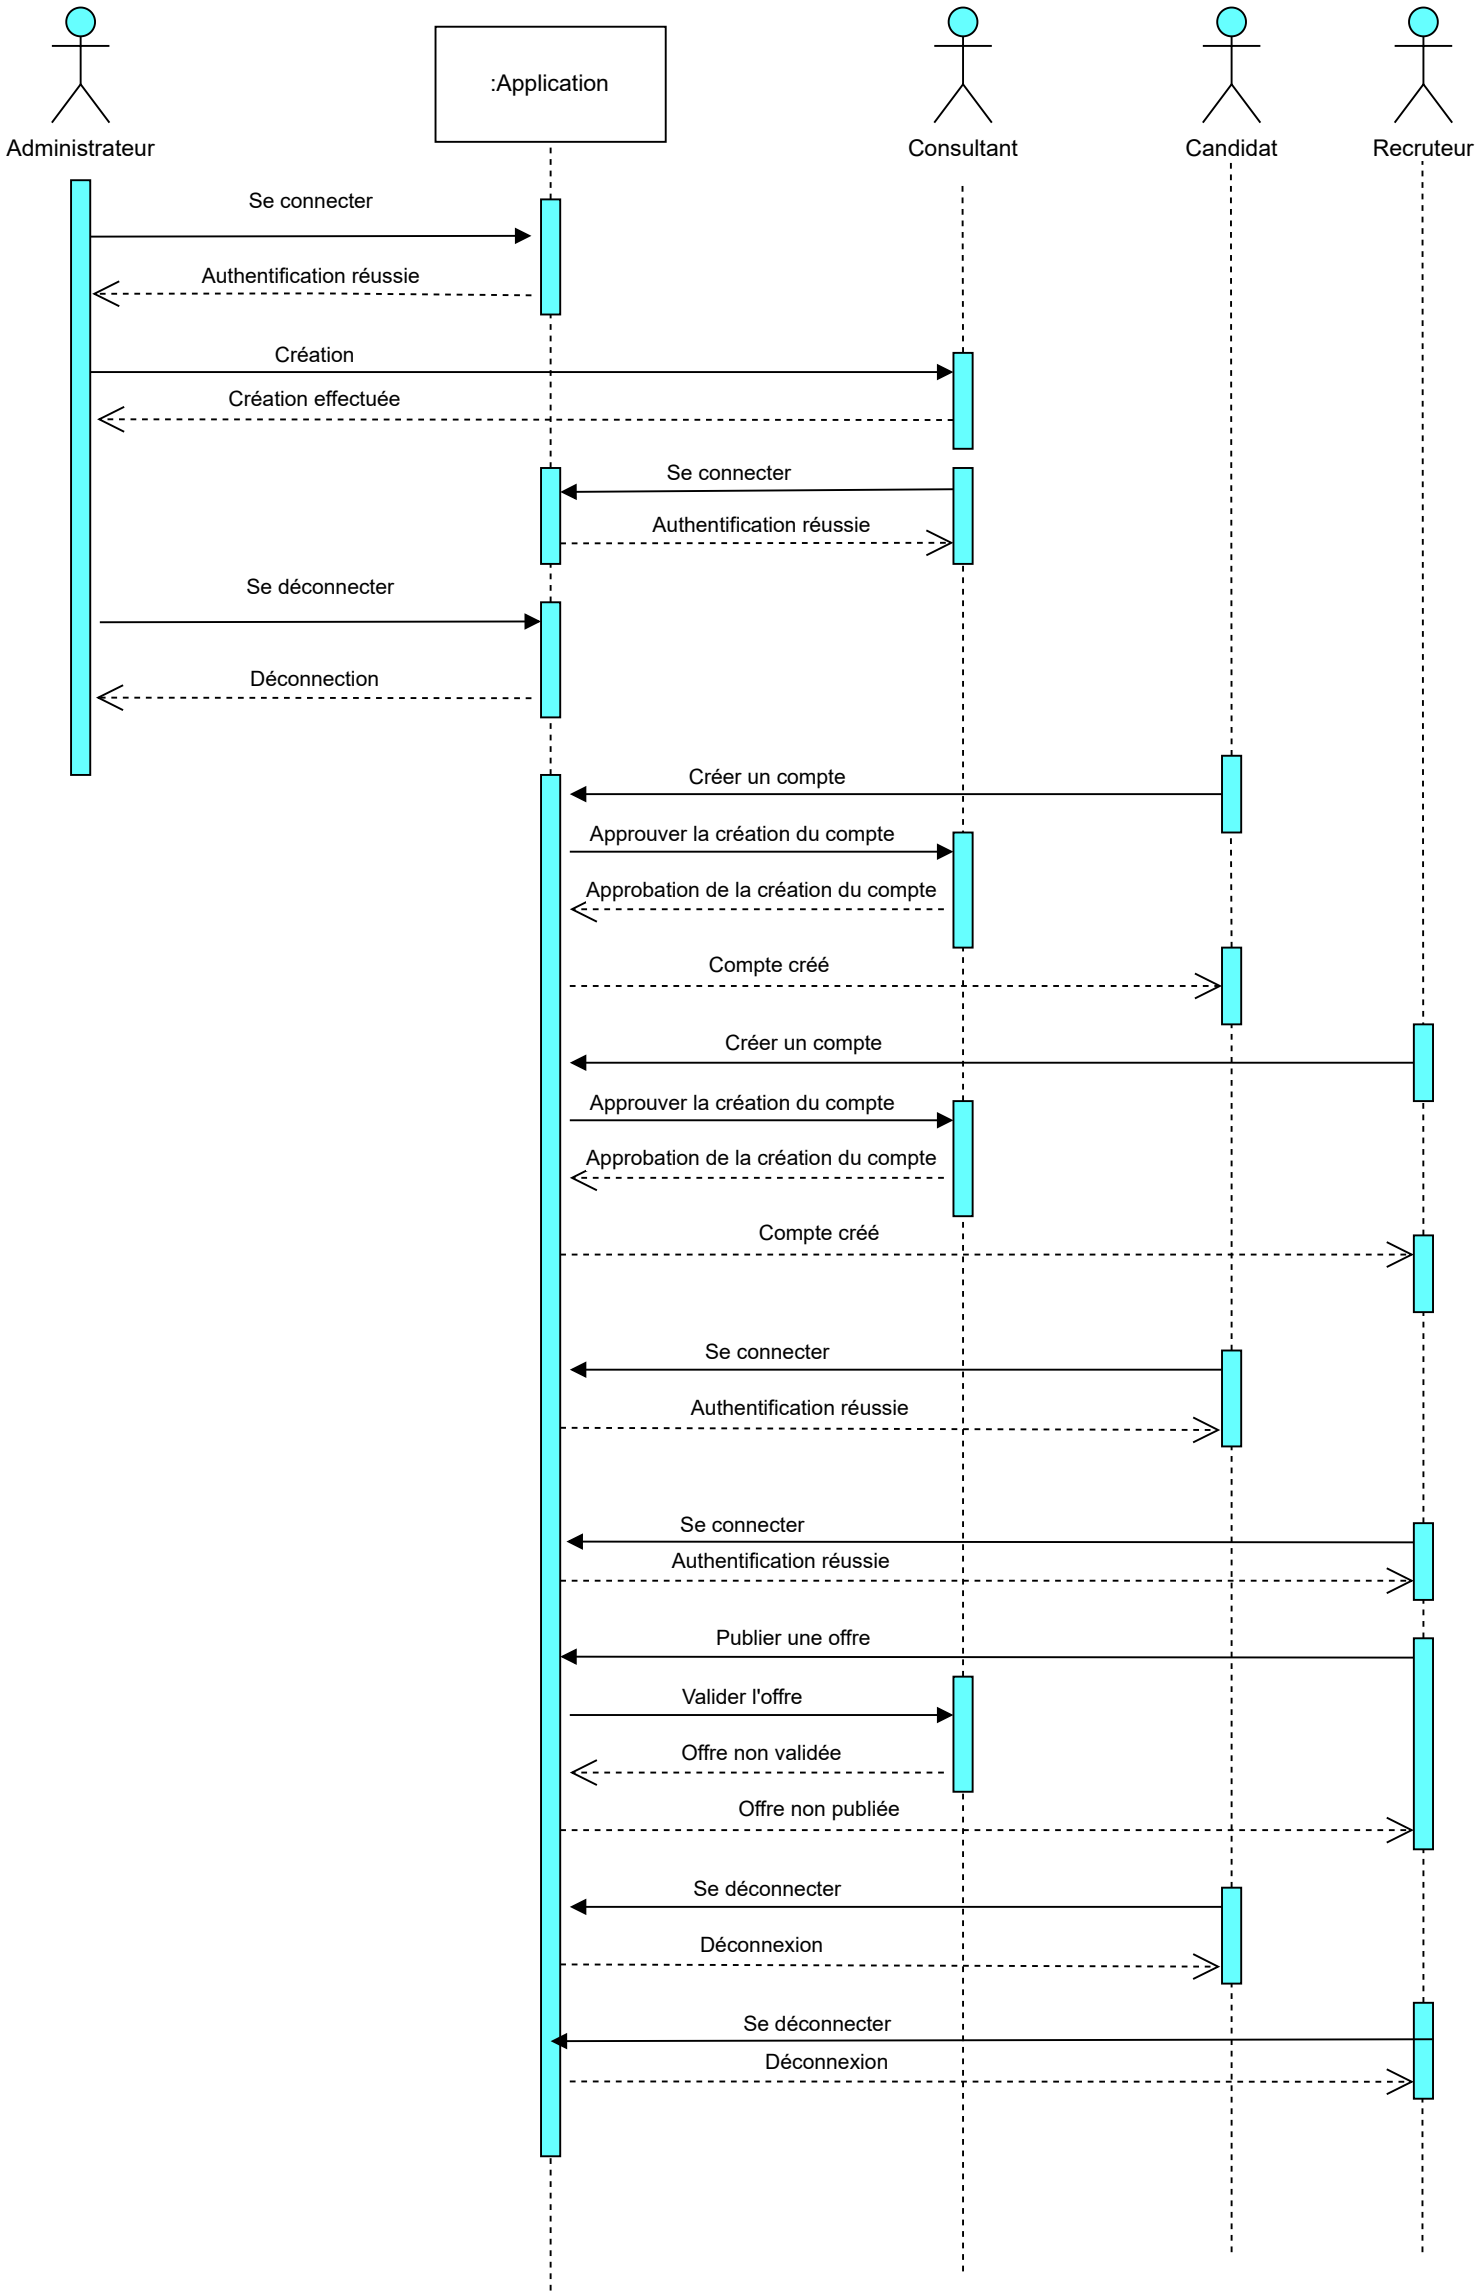 :Application
Administrateur
Consultant
Candidat
Recruteur
Se connecter
Authentification réussie
Création
Création effectuée
Se connecter
Authentification réussie
Se déconnecter
Déconnection
Créer un compte
Approuver la création du compte
Approbation de la création du compte
Compte créé
Créer un compte
Approuver la création du compte
Approbation de la création du compte
Compte créé
Se connecter
Authentification réussie
Se connecter
Authentification réussie
Publier une offre
Valider l'offre
Offre non validée
Offre non publiée
Se déconnecter
Déconnexion
Se déconnecter
Déconnexion